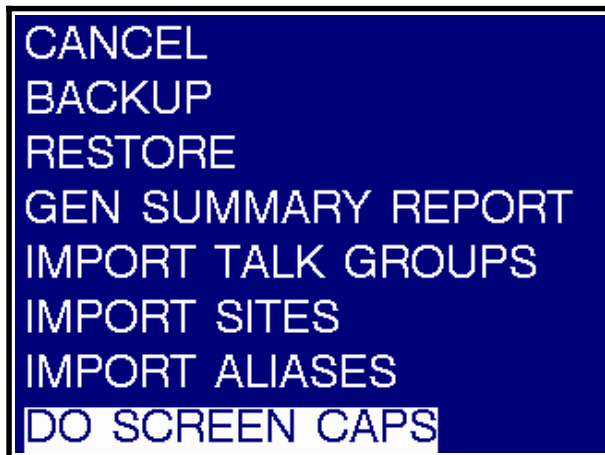 CANCEL
BACKUP
RESTORE
GEN SUMMARY REPORT
IMPORT TALK GROUPS
IMPORT SITES
IMPORT ALIASES
DO SCREEN CAPS